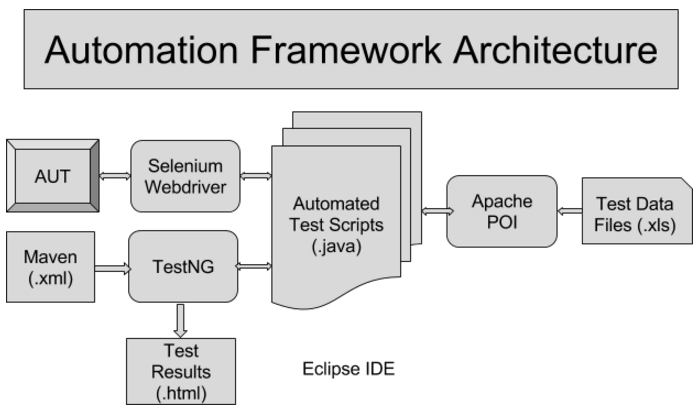 Automation Framework Architecture
AUT
Selenium
Webdriver
Automated
Test Scripts
(.java)
Apache
POI
Test Data
Files (.xls)
Maven
(.xml)
TestNG
Test
Results
(.html)
Eclipse IDE